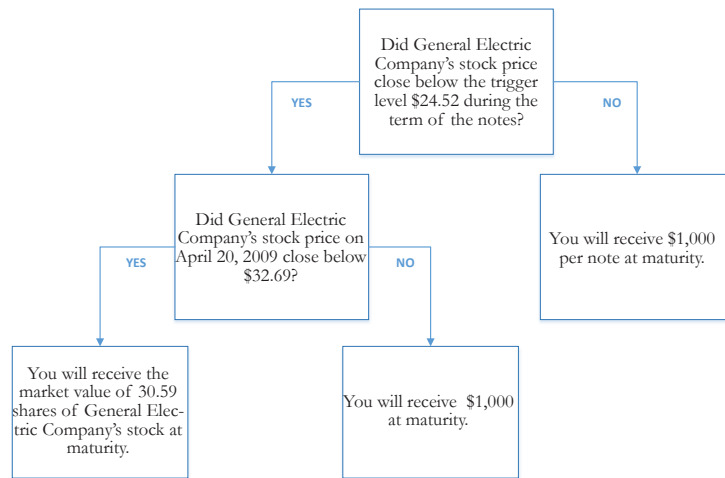 Did General Electric
Company's stock price
close below the trigger
level $24.52 during the
term of the notes?
YES
NO
Did General Electric
Company's stock price on
April 20, 2009 close below
$32.69?
You will receive $1,000
per note at maturity.
YES
NO
You will receive the
market value of 30.59
shares of General Elec-
tric Company's stock at
maturity.
You will receive $1,000
at maturity.